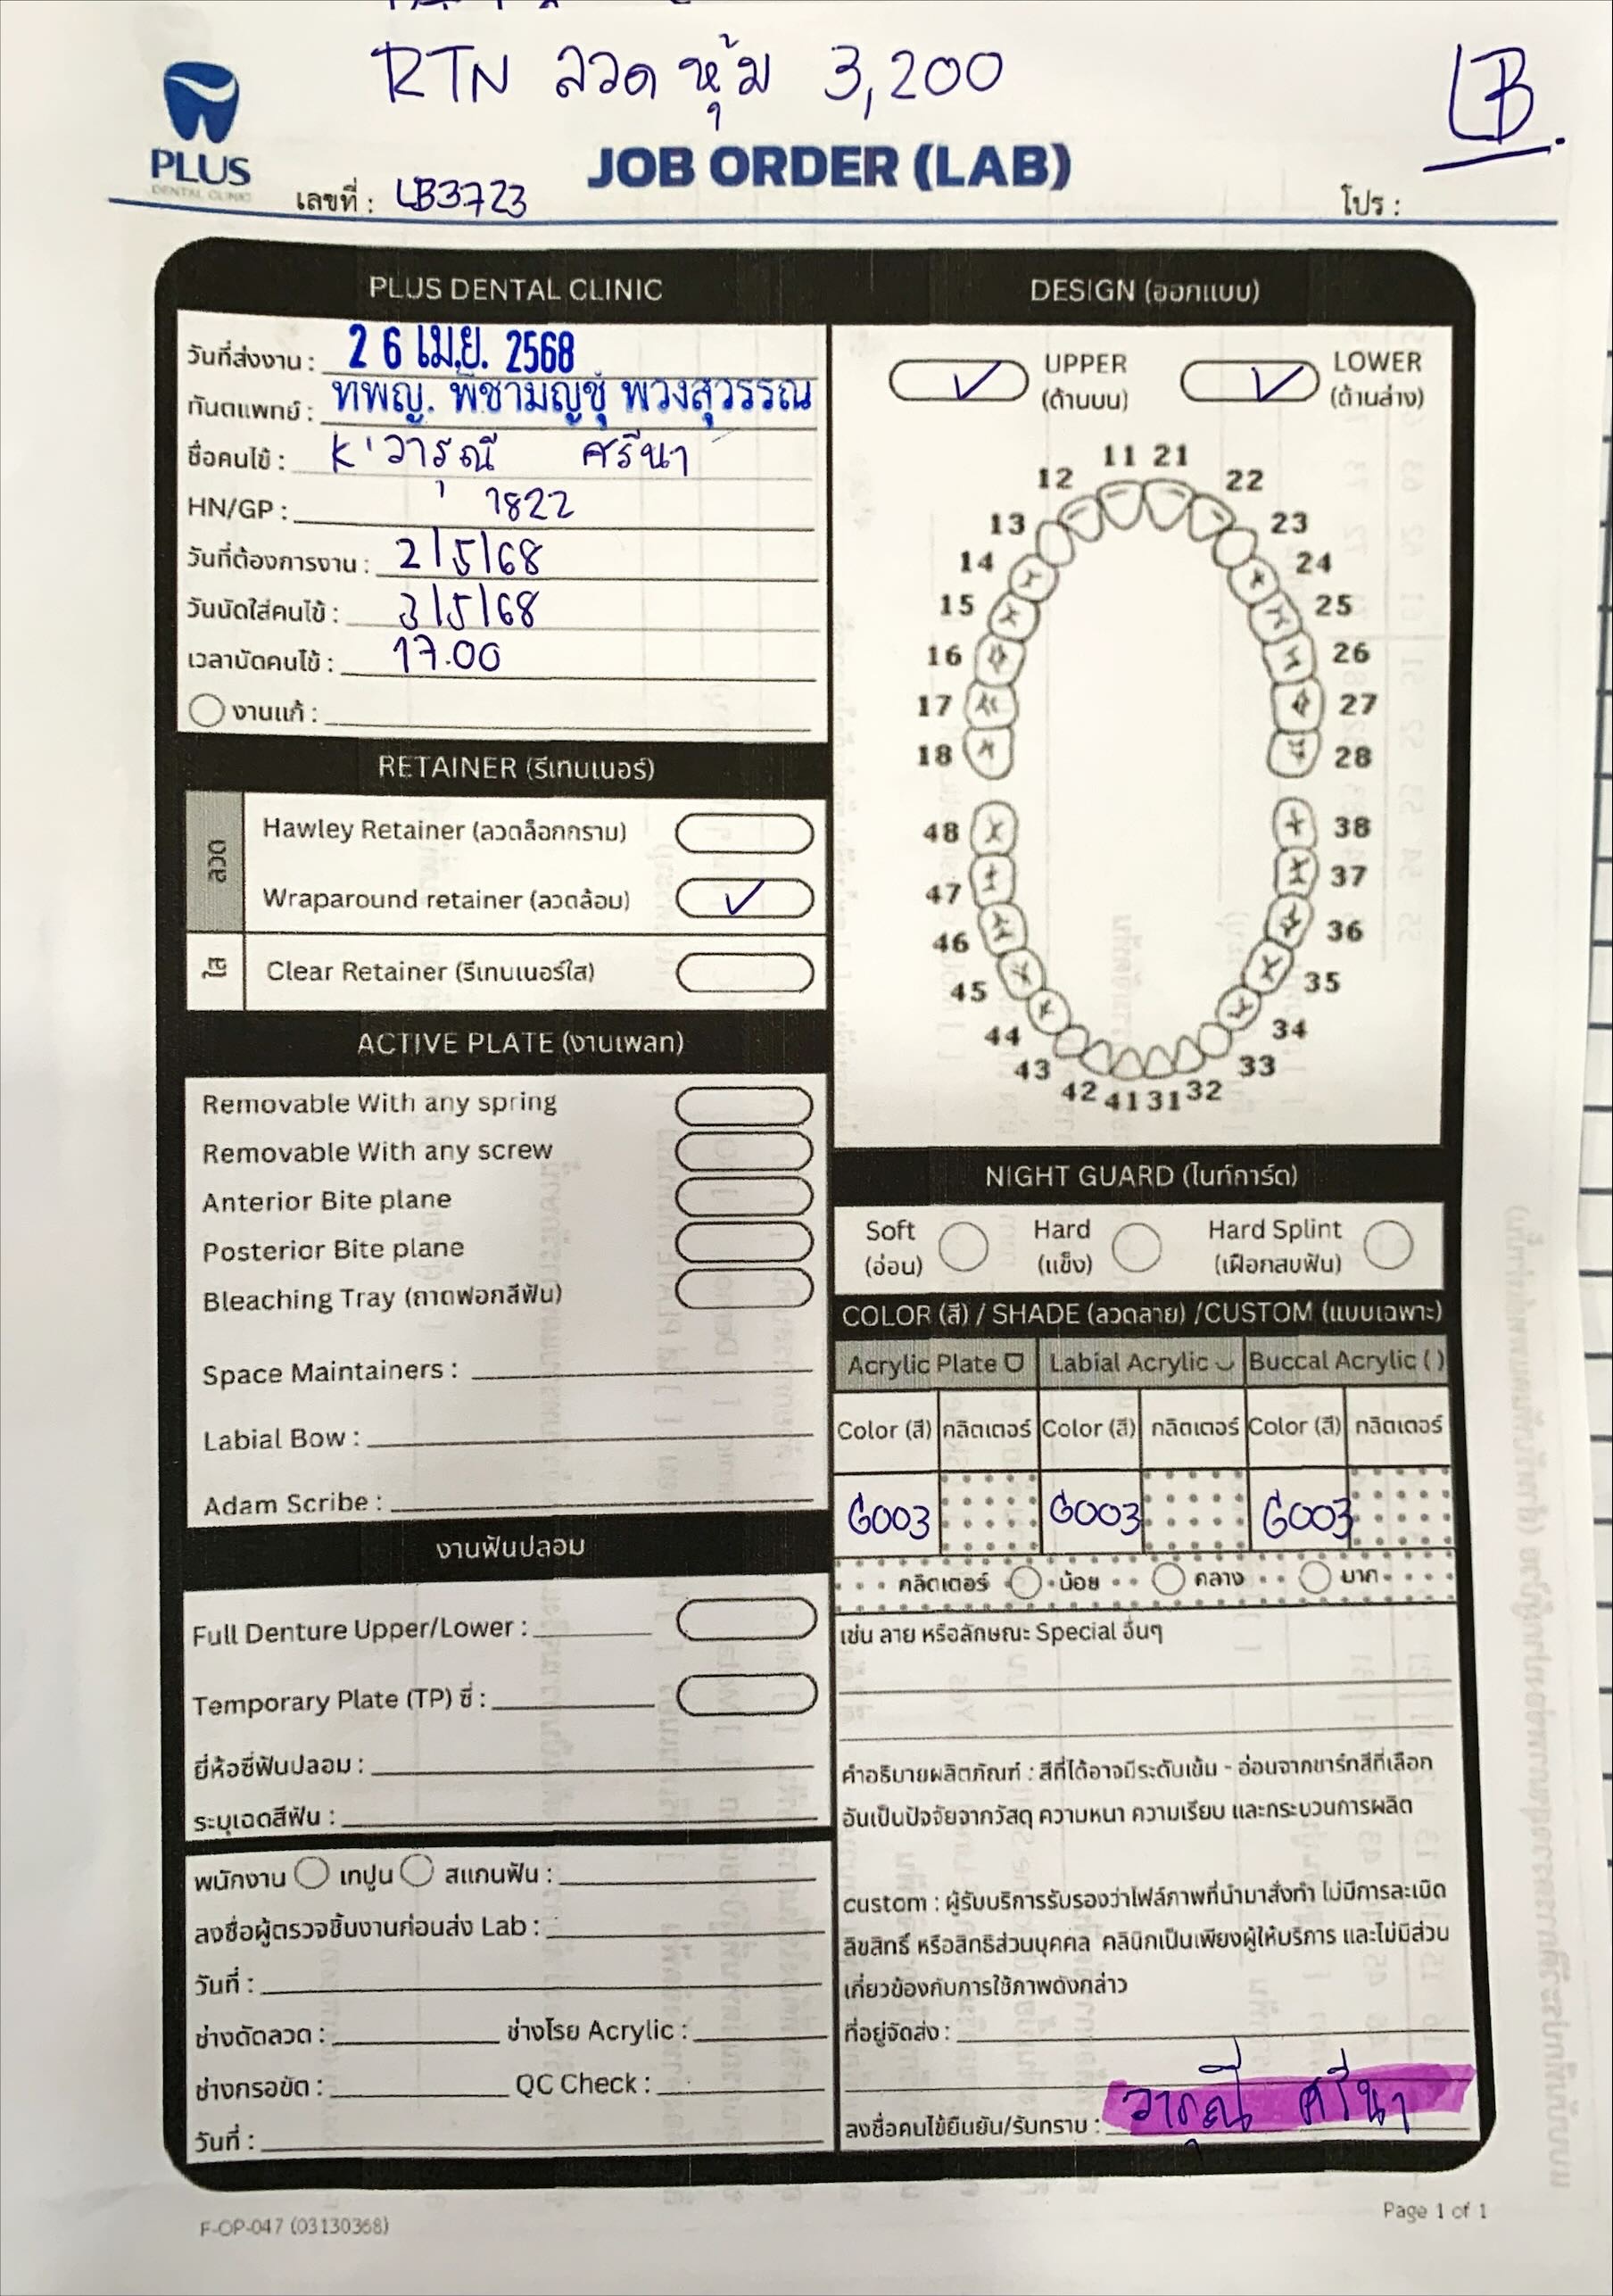 RTN ลวด หุ้ม 3,200
LB.
PLUS
DENTAL CLINIC
JOB ORDER (LAB)
เลขที่ : LB3723
โปร :
PLUS DENTAL CLINIC
วันที่ส่งงาน : 26 เม.ย. 2568
ทันตแพทย์ : ทพญ. พิชามญชุ์ พวงสุวรรณ
ชื่อคนไข้ : K'วารุณี ศรีนา
HN/GP : 1822
วันที่ต้องการงาน : 2/5/68
วันนัดใส่คนไข้ : 3/5/68
เวลานัดคนไข้ : 17.00
งานแก้ :
RETAINER (รีเทนเนอร์)
ลวด
Hawley Retainer (ลวดล็อกกราม)
Wraparound retainer (ลวดล้อม) ✓
ใส
Clear Retainer (รีเทนเนอร์ใส)
ACTIVE PLATE (งานเพลท)
Removable With any spring
Removable With any screw
Anterior Bite plane
Posterior Bite plane
Bleaching Tray (ถาดฟอกสีฟัน)
Space Maintainers :
Labial Bow :
Adam Scribe :
งานฟันปลอม
Full Denture Upper/Lower :
Temporary Plate (TP) ซี่ :
ยี่ห้อซี่ฟันปลอม :
ระบุเฉดสีฟัน :
พนักงาน เทปูน สแกนฟัน :
ลงชื่อผู้ตรวจชิ้นงานก่อนส่ง Lab :
วันที่ :
ช่างดัดลวด : ช่างโรย Acrylic :
ช่างกรอขัด : QC Check :
วันที่ :
DESIGN (ออกแบบ)
✓ UPPER (ด้านบน) ✓ LOWER (ด้านล่าง)
11 21
12 22
13 23
14 24
15 25
16 26
17 27
18 28
48 38
47 37
46 36
45 35
44 34
43 33
42 41 31 32
NIGHT GUARD (ไนท์การ์ด)
Soft Hard Hard Splint
(อ่อน) (แข็ง) (เฝือกสบฟัน)
COLOR (สี) / SHADE (ลวดลาย) /CUSTOM (แบบเฉพาะ)
Acrylic Plate Labial Acrylic Buccal Acrylic ( )
Color (สี) กลิตเตอร์ Color (สี) กลิตเตอร์ Color (สี) กลิตเตอร์
G003 G003 G003
กลิตเตอร์ น้อย กลาง มาก
เช่น ลาย หรือลักษณะ Special อื่นๆ
คำอธิบายผลิตภัณฑ์ : สีที่ได้อาจมีระดับเข้ม - อ่อนจากชาร์กสีที่เลือก
อันเป็นปัจจัยจากวัสดุ ความหนา ความเรียบ และกระบวนการผลิต
custom : ผู้รับบริการรับรองว่าไฟล์ภาพที่นำมาสั่งทำ ไม่มีการละเมิด
ลิขสิทธิ์ หรือสิทธิส่วนบุคคล คลินิกเป็นเพียงผู้ให้บริการ และไม่มีส่วน
เกี่ยวข้องกับการใช้ภาพดังกล่าว
ที่อยู่จัดส่ง :
ลงชื่อคนไข้ยืนยัน/รับทราบ : วารุณี ศรีนา
F-OP-047 (03130368)
Page 1 of 1